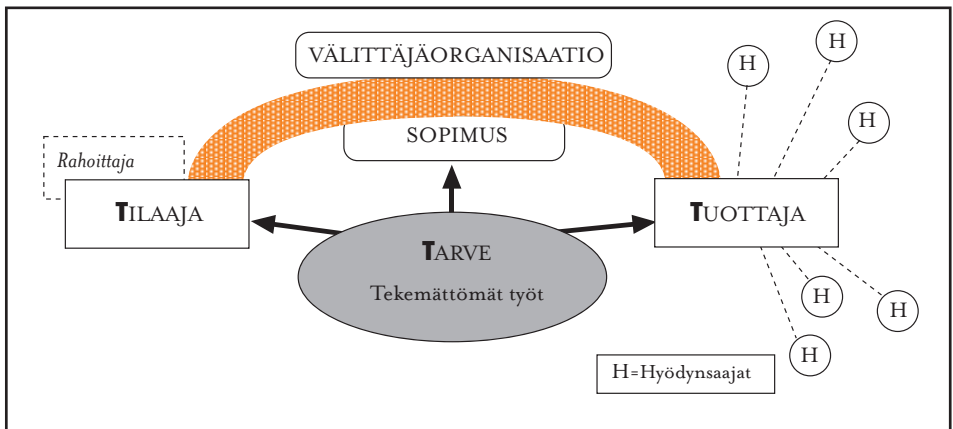 VÄLITTÄJÄORGANISAATIO
H
H
H
SOPIMUS
Rahoittaja
TILAAJA
TUOTTAJA
TARVE
Tekemättömät työt
H
H
H
H=Hyödynsaajat